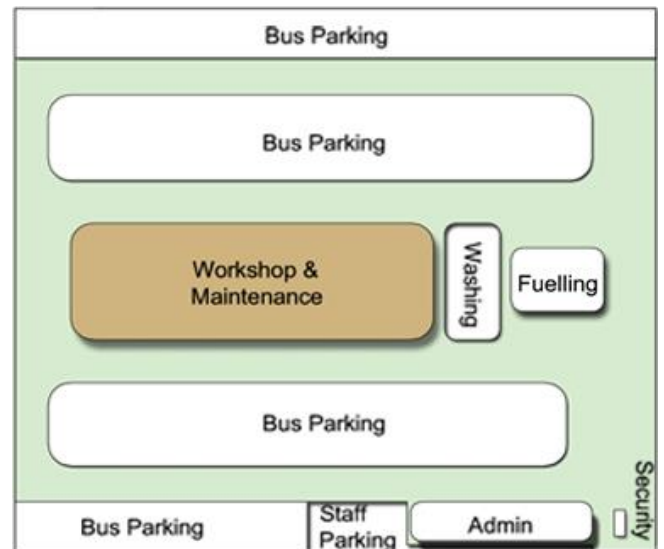 Bus Parking
Bus Parking
Workshop &
Maintenance
Washing
Fuelling
Bus Parking
Security
Bus Parking
Staff
Parking
Admin